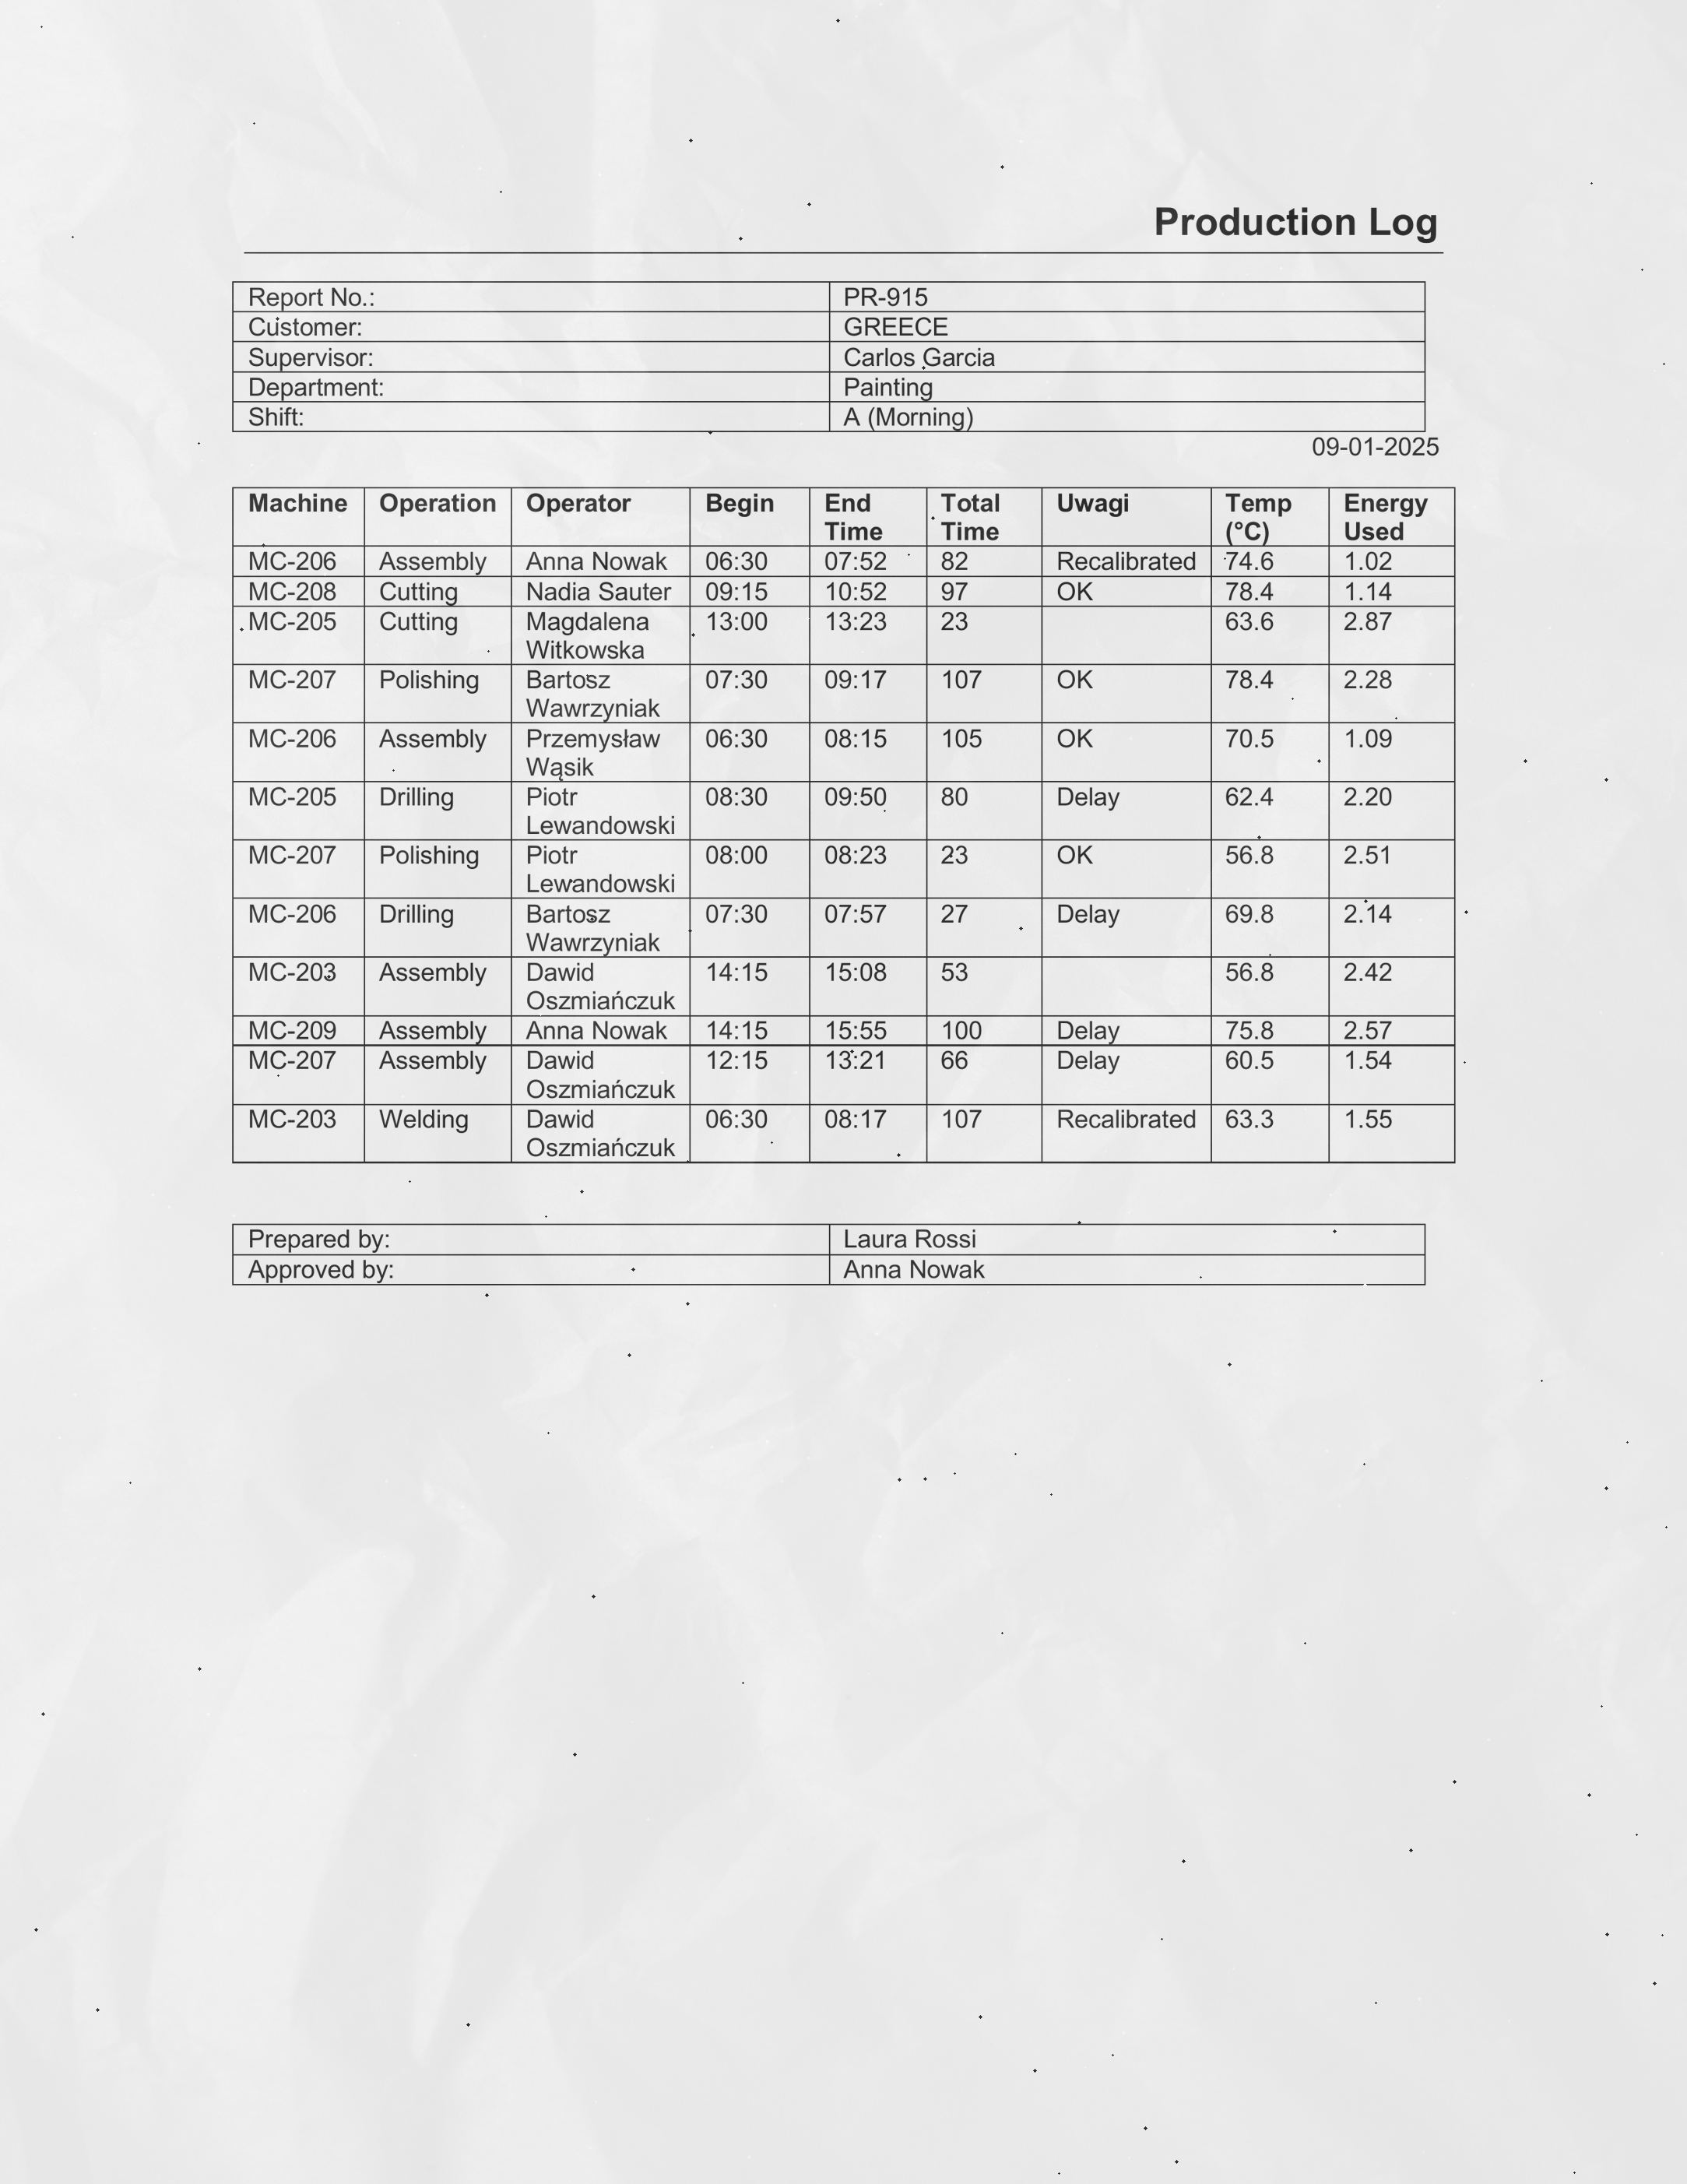 Production Log
Report No.: PR-915
Customer: GREECE
Supervisor: Carlos Garcia
Department: Painting
Shift: A (Morning)
09-01-2025
Machine Operation Operator Begin End Time Total Time Uwagi Temp (°C) Energy Used
MC-206 Assembly Anna Nowak 06:30 07:52 82 Recalibrated 74.6 1.02
MC-208 Cutting Nadia Sauter 09:15 10:52 97 OK 78.4 1.14
MC-205 Cutting Magdalena Witkowska 13:00 13:23 23 63.6 2.87
MC-207 Polishing Bartosz Wawrzyniak 07:30 09:17 107 OK 78.4 2.28
MC-206 Assembly Przemysław Wąsik 06:30 08:15 105 OK 70.5 1.09
MC-205 Drilling Piotr Lewandowski 08:30 09:50 80 Delay 62.4 2.20
MC-207 Polishing Piotr Lewandowski 08:00 08:23 23 OK 56.8 2.51
MC-206 Drilling Bartosz Wawrzyniak 07:30 07:57 27 Delay 69.8 2.14
MC-203 Assembly Dawid Oszmiańczuk 14:15 15:08 53 56.8 2.42
MC-209 Assembly Anna Nowak 14:15 15:55 100 Delay 75.8 2.57
MC-207 Assembly Dawid Oszmiańczuk 12:15 13:21 66 Delay 60.5 1.54
MC-203 Welding Dawid Oszmiańczuk 06:30 08:17 107 Recalibrated 63.3 1.55
Prepared by: Laura Rossi
Approved by: Anna Nowak